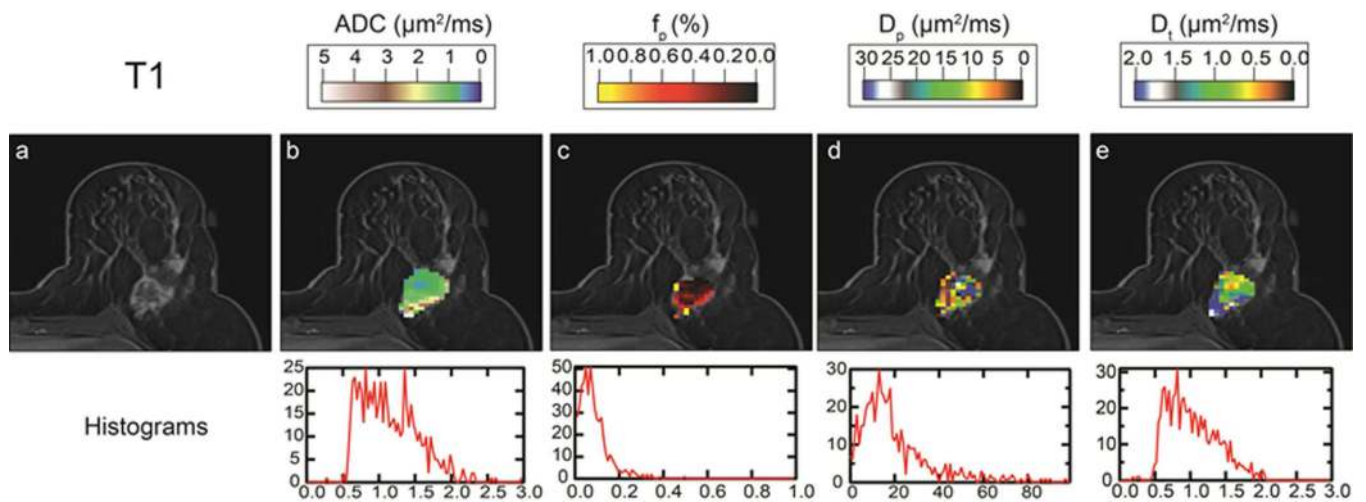 T1
ADC (µm²/ms)
5 4 3 2 1 0
fₚ (%)
1.0 0.8 0.6 0.4 0.2 0.0
Dₚ (µm²/ms)
30 25 20 15 10 5 0
Dₜ (µm²/ms)
2.0 1.5 1.0 0.5 0.0
a
b
c
d
e
Histograms
25
20
15
10
5
0
0.0 0.5 1.0 1.5 2.0 2.5 3.0
50
40
30
20
10
0
0.0 0.2 0.4 0.6 0.8 1.0
30
20
10
0
0 20 40 60 80
30
20
10
0
0.0 0.5 1.0 1.5 2.0 2.5 3.0